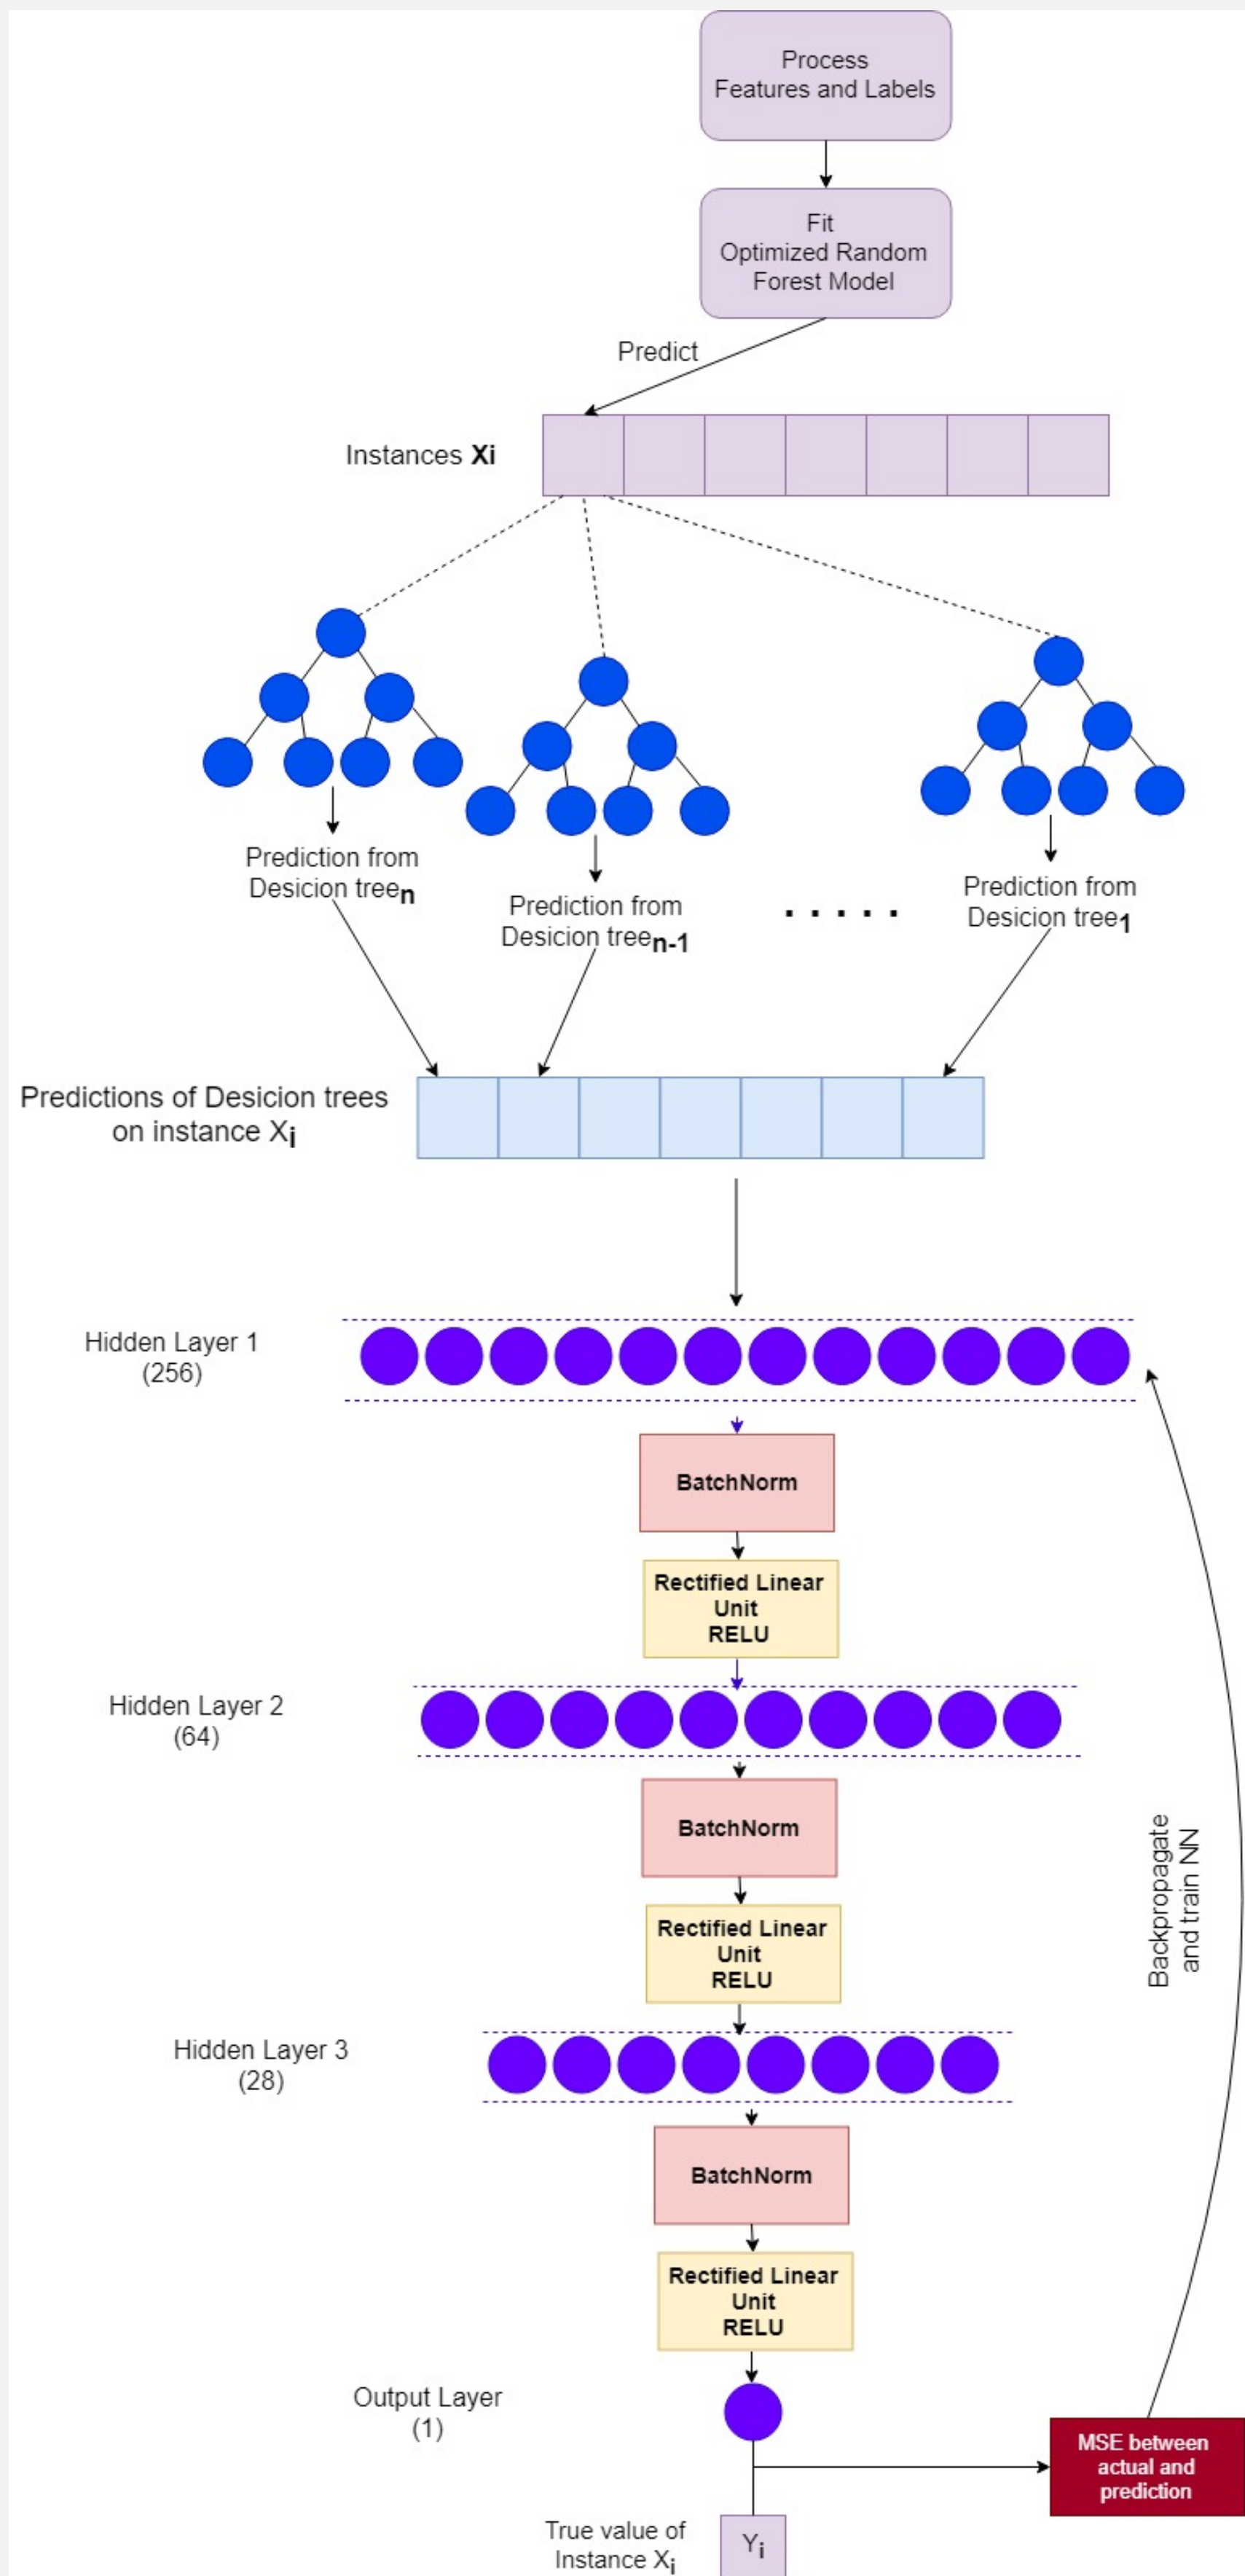 Process
Features and Labels
Fit
Optimized Random
Forest Model
Predict
Instances Xi
Prediction from
Desicion treen
Prediction from
Desicion treen-1
. . . . .
Prediction from
Desicion tree1
Predictions of Desicion trees
on instance Xi
Hidden Layer 1
(256)
BatchNorm
Rectified Linear
Unit
RELU
Hidden Layer 2
(64)
BatchNorm
Rectified Linear
Unit
RELU
Backpropagate
and train NN
Hidden Layer 3
(28)
BatchNorm
Rectified Linear
Unit
RELU
Output Layer
(1)
MSE between
actual and
prediction
True value of
Instance Xi
Yi